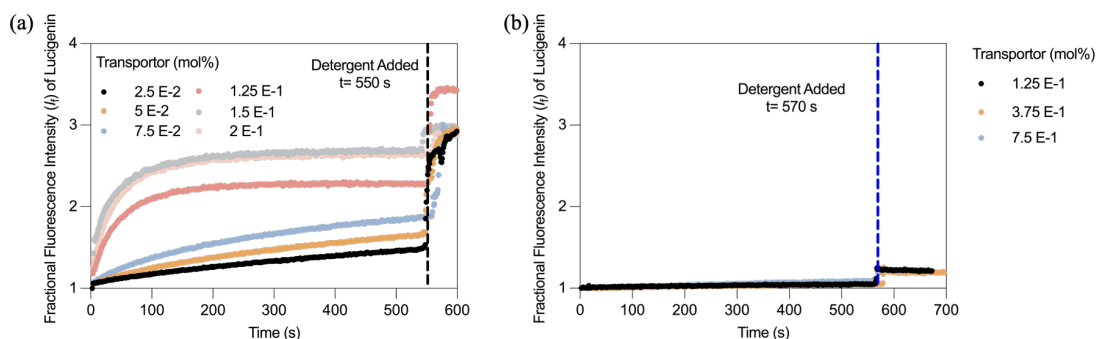 (a)
Fractional Fluorescence Intensity (If) of Lucigenin
4
3
2
1
Transportor (mol%)
2.5 E-2
1.25 E-1
5 E-2
1.5 E-1
7.5 E-2
2 E-1
Detergent Added
t= 550 s
0
100
200
300
400
500
600
Time (s)
(b)
Fractional Fluorescence Intensity (If) of Lucigenin
4
3
2
1
Detergent Added
t= 570 s
0
100
200
300
400
500
600
700
Time (s)
Transportor (mol%)
1.25 E-1
3.75 E-1
7.5 E-1